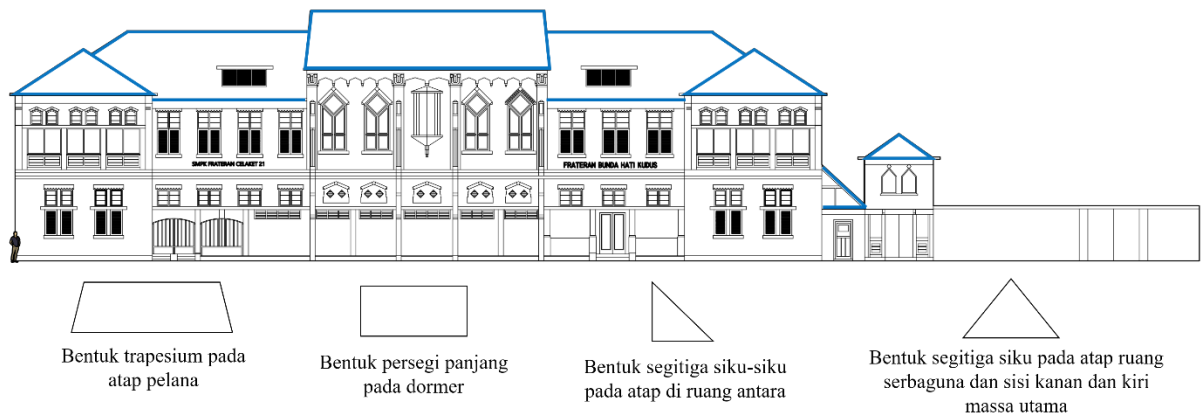 SMPK FRATERAN CELAKET 21
FRATERAN BUNDA HATI KUDUS
Bentuk trapesium pada
atap pelana
Bentuk persegi panjang
pada dormer
Bentuk segitiga siku-siku
pada atap di ruang antara
Bentuk segitiga siku pada atap ruang
serbaguna dan sisi kanan dan kiri
massa utama